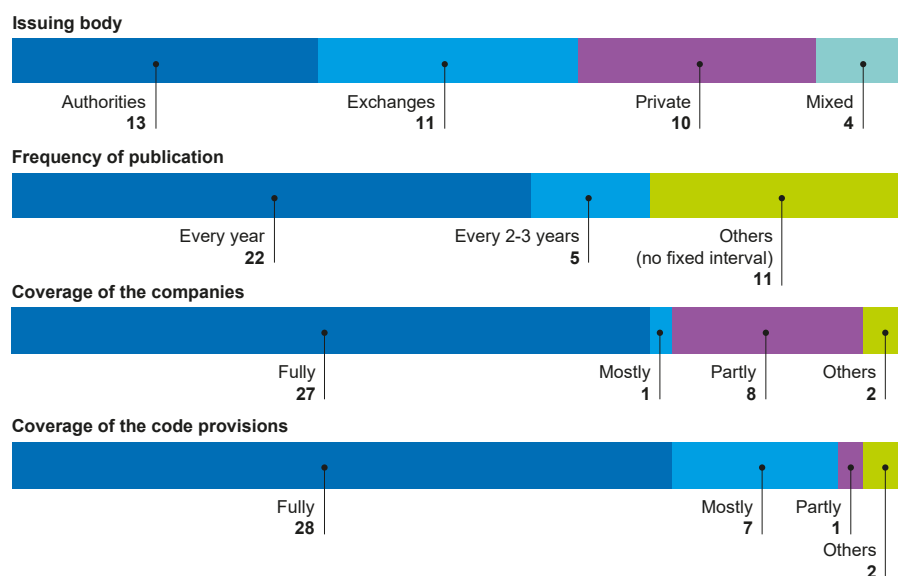 Issuing body
Authorities
13
Exchanges
11
Private
10
Mixed
4
Frequency of publication
Every year
22
Every 2-3 years
5
Others
(no fixed interval)
11
Coverage of the companies
Fully
27
Mostly
1
Partly
8
Others
2
Coverage of the code provisions
Fully
28
Mostly
7
Partly
1
Others
2